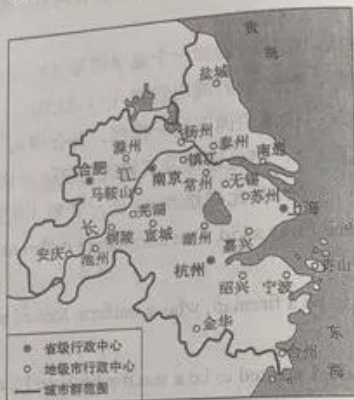 黄
海
盐城
扬州
泰州
滁州
镇江
南通
合肥
江
南京
常州
无锡
马鞍山
苏州
上海
芜湖
长
铜陵
宣城
湖州
嘉兴
安庆
池州
杭州
舟山
绍兴
宁波
金华
东
海
台州
省级行政中心
地级市行政中心
城市群范围